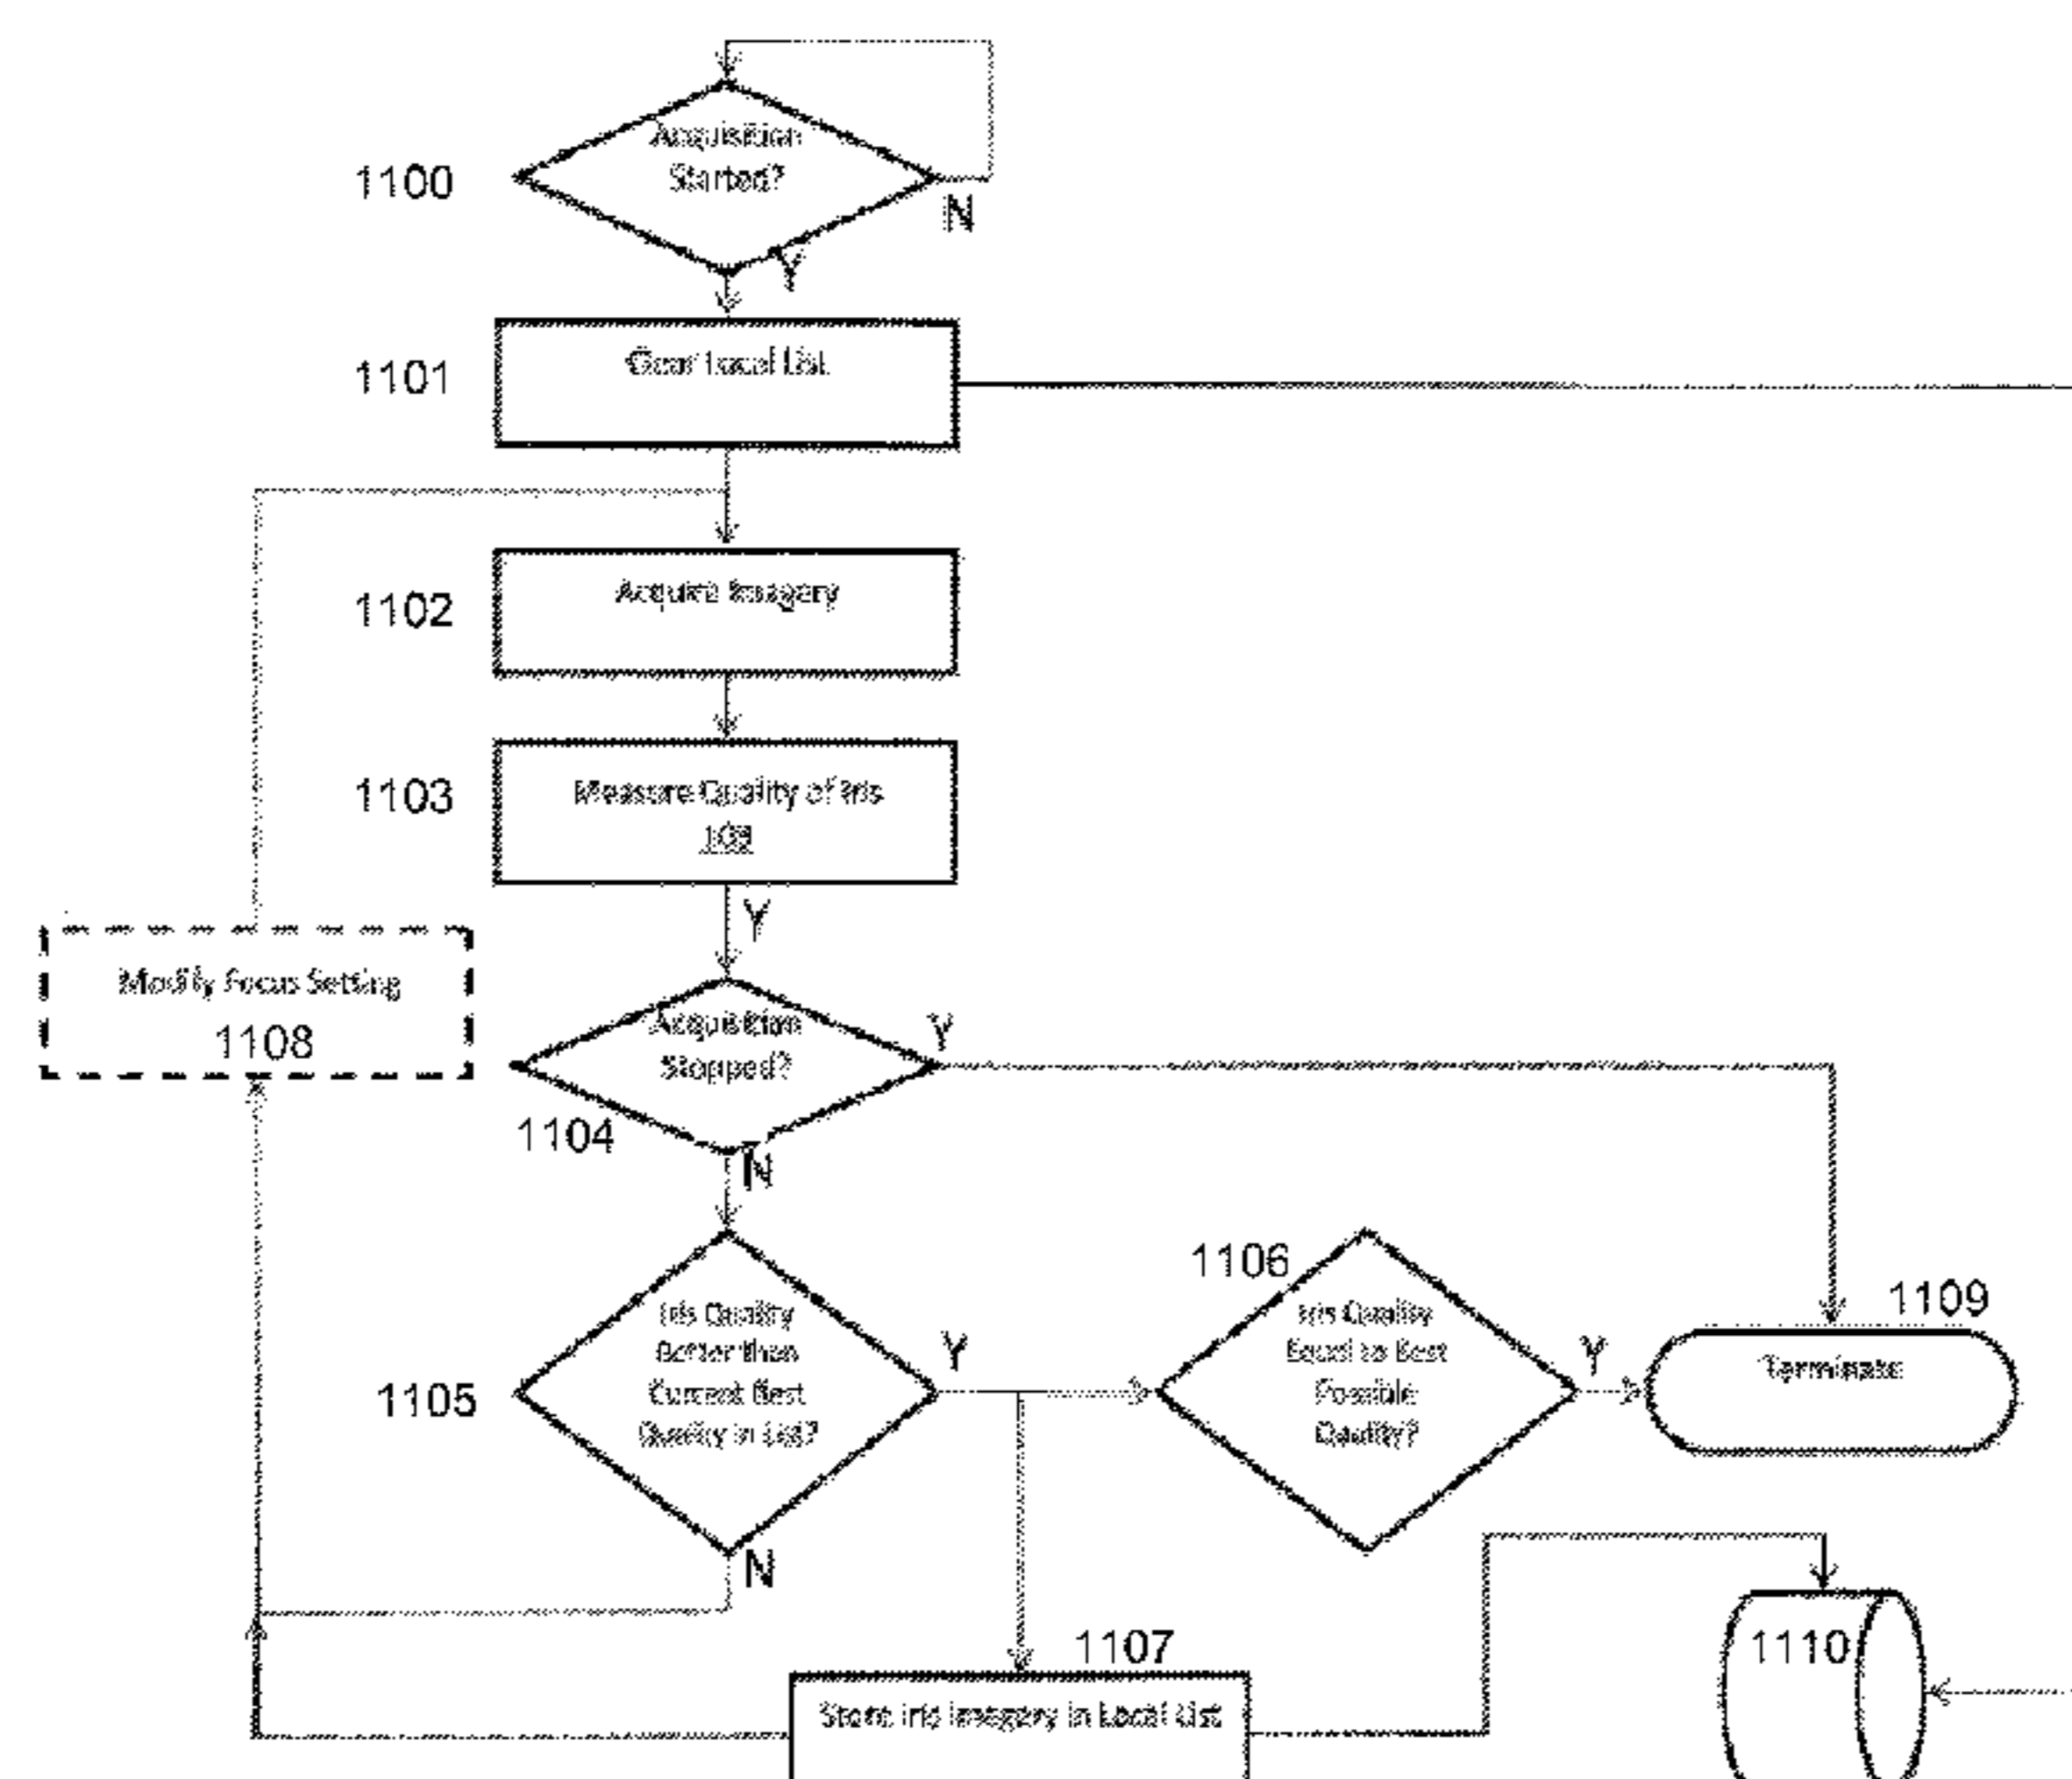 1100
Acquisition
Started?
N
Y
1101
Clear Local List
1102
Acquire Imagery
1103
Measure Quality of Iris
103
Y
Modify Focus Setting
1108
Acquisition
Stopped?
Y
1104
N
1105
Iris Quality
Better than
Current Best
Quality in List?
Y
N
1106
Iris Quality
Equal to Best
Possible
Quality?
Y
1109
Terminate
1107
Store iris imagery in Local List
1110